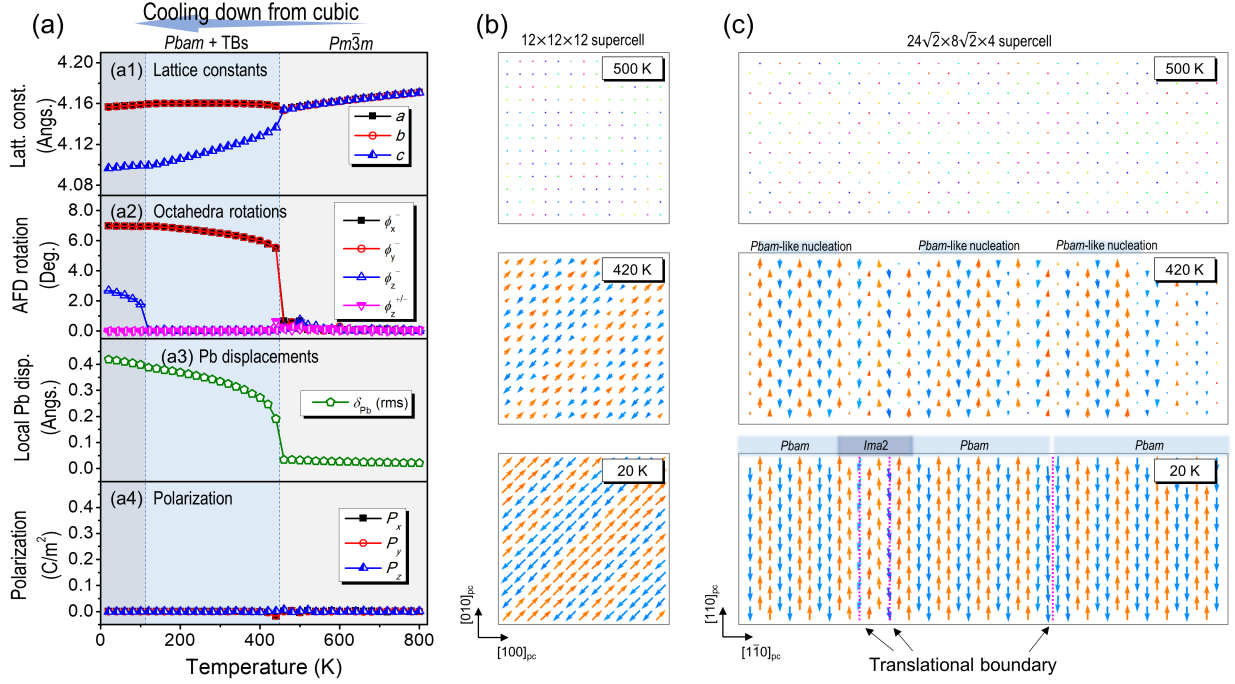 Cooling down from cubic
(a)
Pbam + TBs
Pm3̅m
(a1) Lattice constants
4.20
4.16
4.12
4.08
Latt. const.
(Angs.)
a
b
c
(a2) Octahedra rotations
8.0
6.0
4.0
2.0
0.0
AFD rotation
(Deg.)
ϕx−
ϕy−
ϕz−
ϕz+/−
(a3) Pb displacements
0.4
0.3
0.2
0.1
0.0
Local Pb disp.
(Angs.)
δPb (rms)
(a4) Polarization
0.4
0.3
0.2
0.1
0.0
Polarization
(C/m²)
Px
Py
Pz
0 200 400 600 800
Temperature (K)
(b)
12×12×12 supercell
500 K
420 K
20 K
[010]pc
[100]pc
(c)
24√2×8√2×4 supercell
500 K
Pbam-like nucleation Pbam-like nucleation Pbam-like nucleation
420 K
Pbam Ima2 Pbam Pbam
20 K
[110]pc
[11̅0]pc
Translational boundary